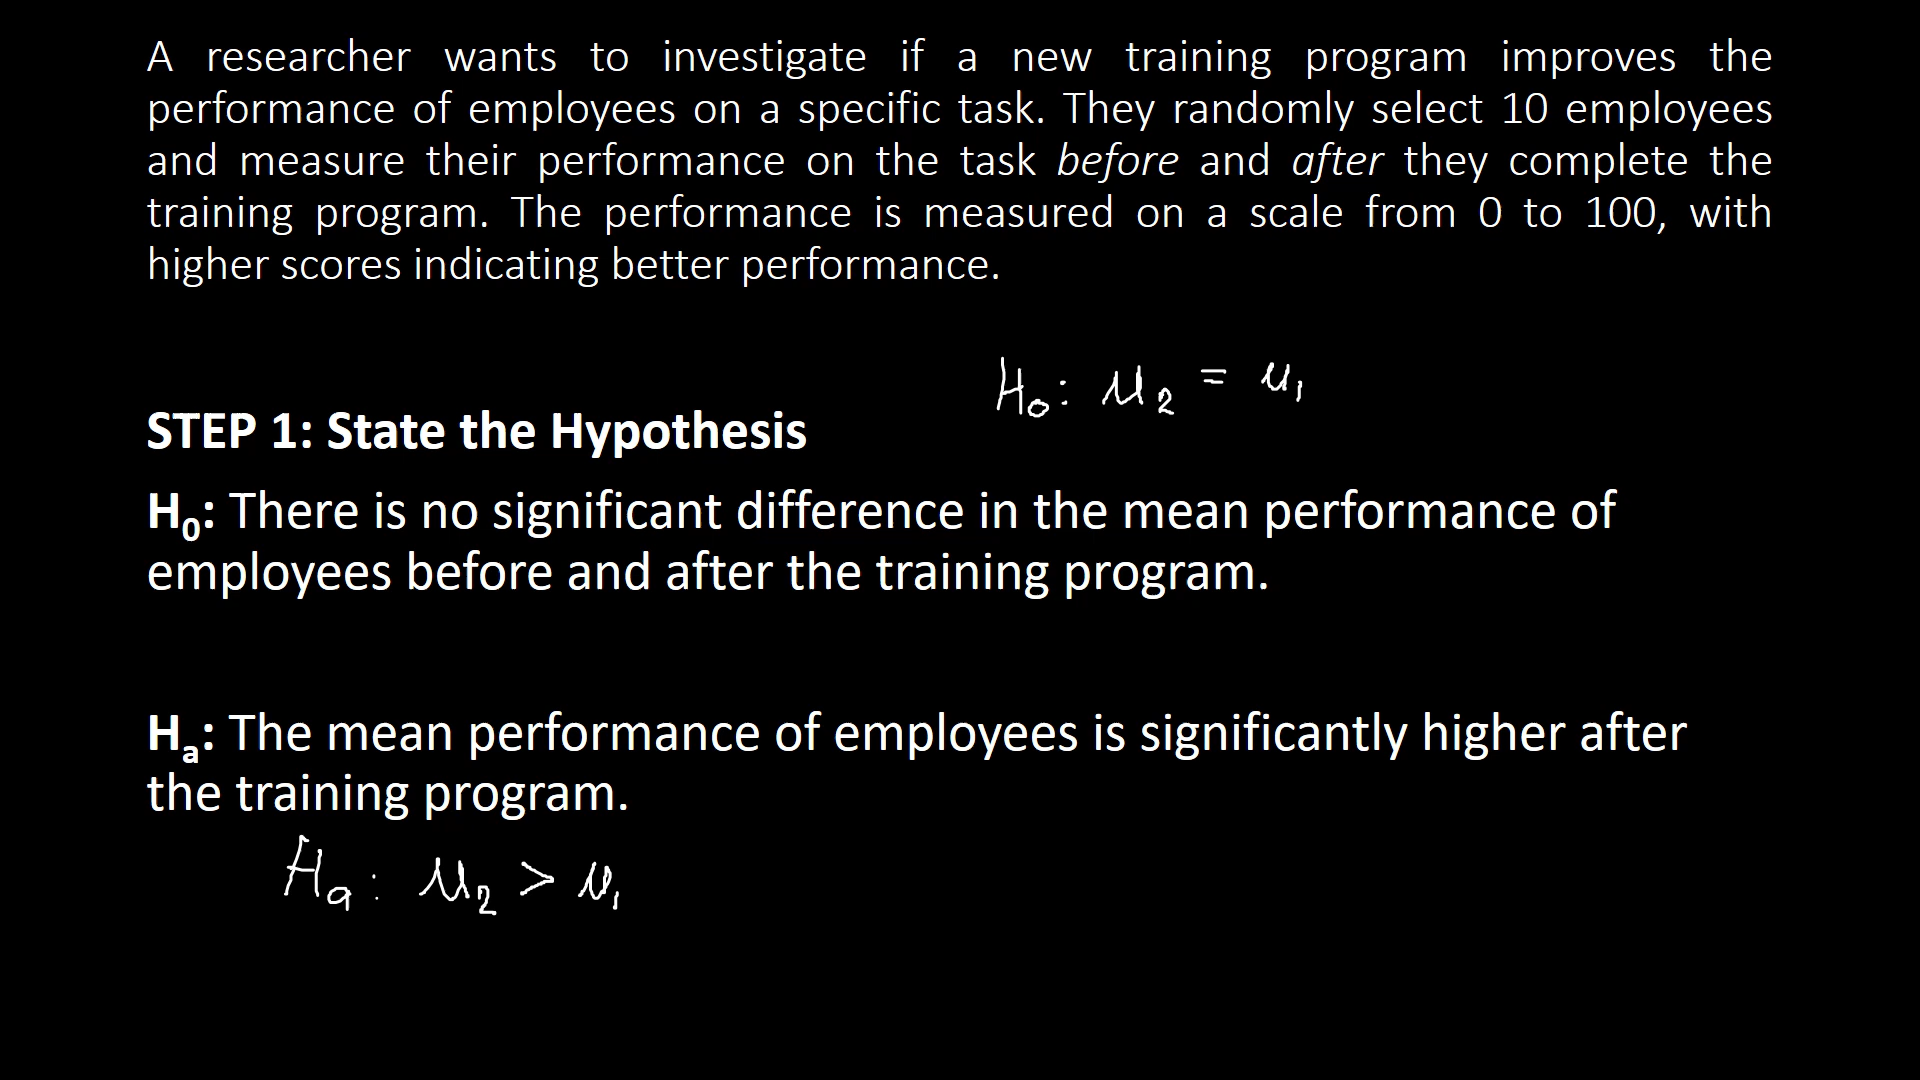 A researcher wants to investigate if a new training program improves the
performance of employees on a specific task. They randomly select 10 employees
and measure their performance on the task before and after they complete the
training program. The performance is measured on a scale from 0 to 100, with
higher scores indicating better performance.
H₀: μ₂ = μ₁
STEP 1: State the Hypothesis
H₀: There is no significant difference in the mean performance of
employees before and after the training program.
Hₐ: The mean performance of employees is significantly higher after
the training program.
Hₐ: μ₂ > μ₁